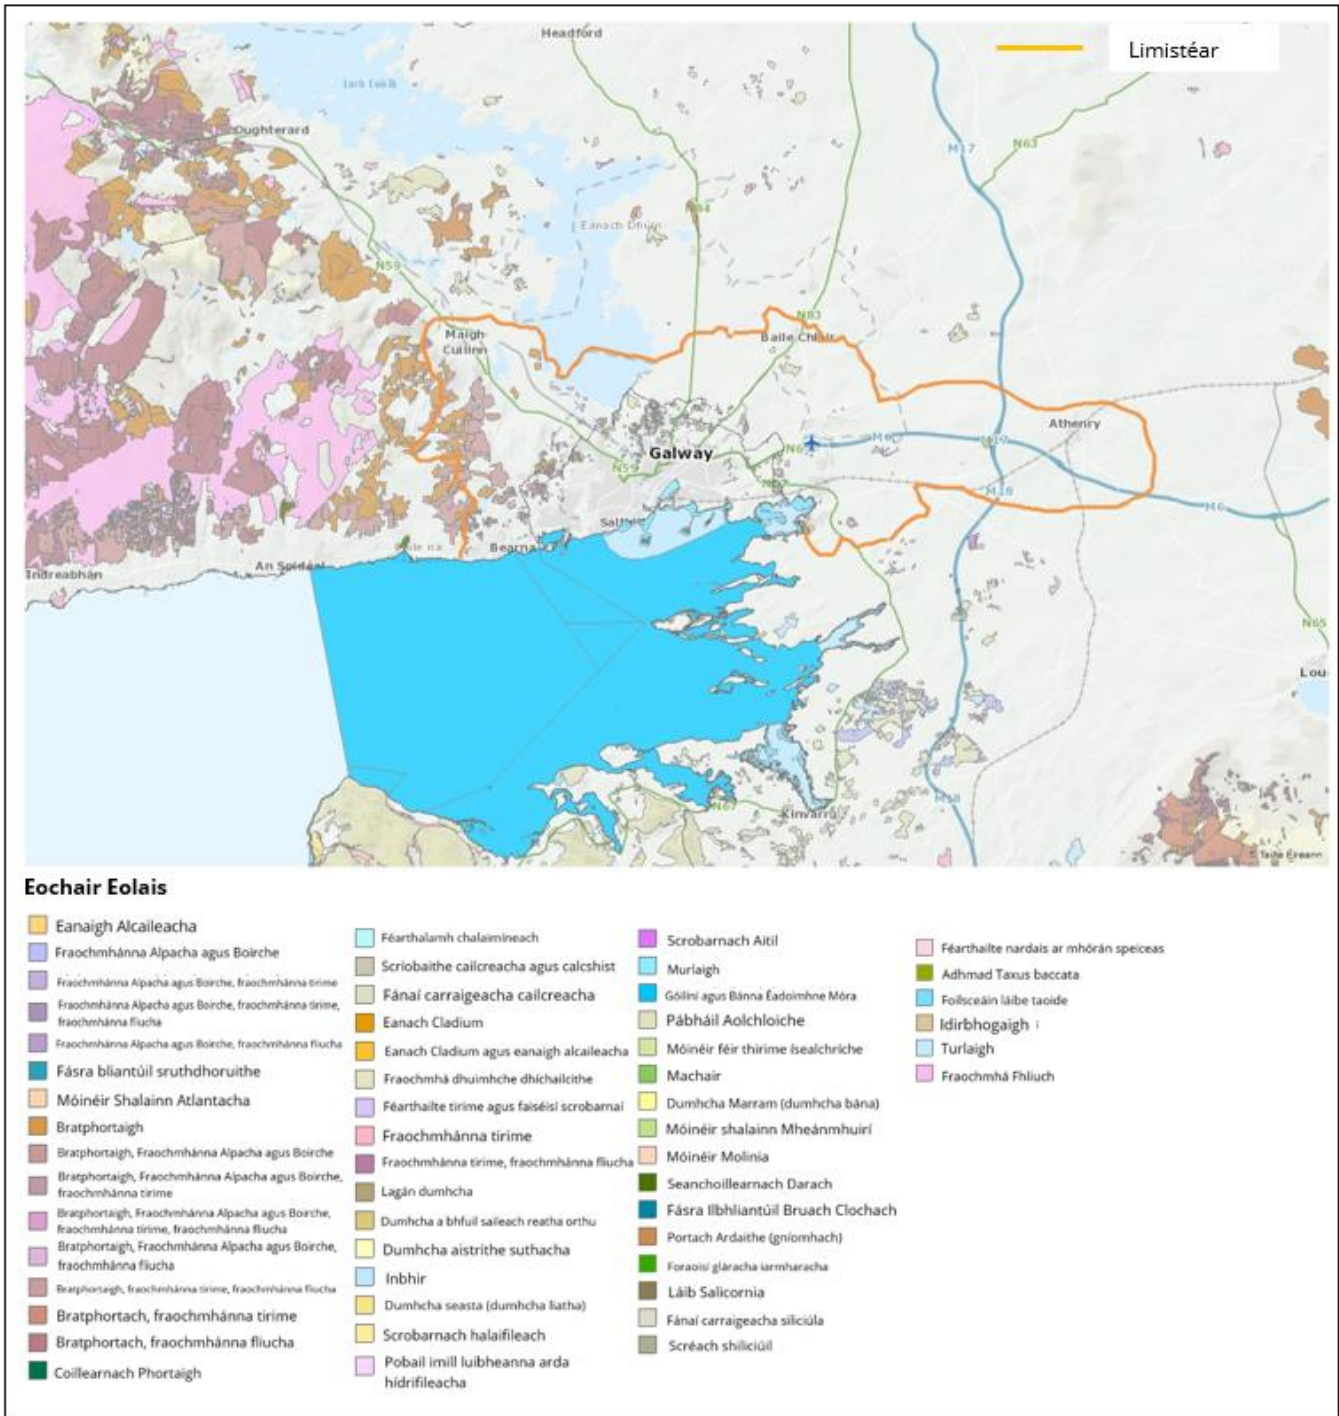 Headford
Limistéar
Oughterard
M17
N63
N84
Eanach Dhúin
N59
N83
Maigh
Cuilinn
Baile Chláir
Athenry
M6
M17
N6
Galway
N59
N67
M18
M6
Bearna
An Spidéal
Indreabhán
N65
Lou
M18
N67
Kinvarra
© Tailte Éireann
Eochair Eolais
Eanaigh Alcaileacha
Fraochmhánna Alpacha agus Boirche
Fraochmhánna Alpacha agus Boirche, fraochmhánna tirime
Fraochmhánna Alpacha agus Boirche, fraochmhánna tirime,
fraochmhánna fliucha
Fraochmhánna Alpacha agus Boirche, fraochmhánna fliucha
Fásra bliantúil sruthdhoruithe
Móinéir Shalainn Atlantacha
Bratphortaigh
Bratphortaigh, Fraochmhánna Alpacha agus Boirche
Bratphortaigh, Fraochmhánna Alpacha agus Boirche,
fraochmhánna tirime
Bratphortaigh, Fraochmhánna Alpacha agus Boirche,
fraochmhánna tirime, fraochmhánna fliucha
Bratphortaigh, Fraochmhánna Alpacha agus Boirche,
fraochmhánna fliucha
Bratphortaigh, fraochmhánna tirime, fraochmhánna fliucha
Bratphortach, fraochmhánna tirime
Bratphortach, fraochmhánna fliucha
Coillearnach Phortaigh
Féarthalamh chalaimíneach
Scríobaithe cailcreacha agus calcshist
Fánaí carraigeacha cailcreacha
Eanach Cladium
Eanach Cladium agus eanaigh alcaileacha
Fraochmhá dhuimhche dhíchailcithe
Féarthailte tirime agus faiséisí scrobarnaí
Fraochmhánna tirime
Fraochmhánna tirime, fraochmhánna fliucha
Lagán dumhcha
Dumhcha a bhfuil saileach reatha orthu
Dumhcha aistrithe suthacha
Inbhir
Dumhcha seasta (dumhcha liatha)
Scrobarnach halaifileach
Pobail imill luibheanna arda
hidrifileacha
Scrobarnach Aitil
Murlaigh
Góilíní agus Bánna Éadoimhne Móra
Pábháil Aolchloiche
Móinéir féir thirime ísealchríche
Machair
Dumhcha Marram (dumhcha bána)
Móinéir shalainn Mheánmhuirí
Móinéir Molinia
Seanchoillearnach Darach
Fásra Ilbhliantúil Bruach Clochach
Portach Ardaithe (gníomhach)
Foraoisí gláracha iarmharacha
Láib Salicornia
Fánaí carraigeacha siliciúla
Scréach shiliciúil
Féarthailte nardais ar mhórán speiceas
Adhmad Taxus baccata
Foilsceáin láibe taoide
Idirbhogaigh i
Turlaigh
Fraochmhá Fhliuch